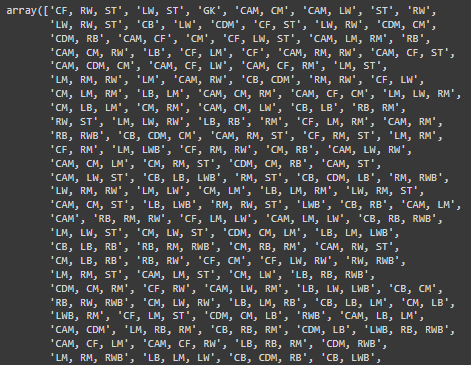 array(['CF, RW, ST', 'LW, ST', 'GK', 'CAM, CM', 'CAM, LW', 'ST', 'RW',
'LW, RW, ST', 'CB', 'LW', 'CDM', 'CF, ST', 'LW, RW', 'CDM, CM',
'CDM, RB', 'CAM, CF', 'CM', 'CF, LW, ST', 'CAM, LM, RM', 'RB',
'CAM, CM, RW', 'LB', 'CF, LM', 'CF', 'CAM, RM, RW', 'CAM, CF, ST',
'CAM, CDM, CM', 'CAM, CF, LW', 'CAM, CF, RM', 'LM, ST',
'LM, RM, RW', 'LM', 'CAM, RW', 'CB, CDM', 'RM, RW', 'CF, LW',
'CM, LM, RM', 'LB, LM', 'CAM, CM, RM', 'CAM, CF, CM', 'LM, LW, RM',
'CM, LB, LM', 'CM, RM', 'CAM, CM, LW', 'CB, LB', 'RB, RM',
'RW, ST', 'LM, LW, RW', 'LB, RB', 'RM', 'CF, LM, RM', 'CAM, RM',
'RB, RWB', 'CB, CDM, CM', 'CAM, RM, ST', 'CF, RM, ST', 'LM, RM',
'CF, RM', 'LM, LWB', 'CF, RM, RW', 'CM, RB', 'CAM, LW, RW',
'CAM, CM, LM', 'CM, RM, ST', 'CDM, CM, RB', 'CAM, ST',
'CAM, LW, ST', 'CB, LB, LWB', 'RM, ST', 'CB, CDM, LB', 'RM, RWB',
'LW, RM, RW', 'LM, LW', 'CM, LM', 'LB, LM, RM', 'LW, RM, ST',
'CAM, CM, ST', 'LB, LWB', 'RM, RW, ST', 'LWB', 'CB, RB', 'CAM, LM',
'CAM', 'RB, RM, RW', 'CF, LM, LW', 'CAM, LM, LW', 'CB, RB, RWB',
'LM, LW, ST', 'CM, LW, ST', 'CDM, CM, LM', 'LB, LM, LWB',
'CB, LB, RB', 'RB, RM, RWB', 'CM, RB, RM', 'CAM, RW, ST',
'CM, LB, RB', 'RB, RW', 'CF, CM', 'CF, LW, RW', 'RW, RWB',
'LM, RM, ST', 'CAM, LM, ST', 'CM, LW', 'LB, RB, RWB',
'CDM, CM, RM', 'CF, RW', 'CAM, LW, RM', 'LB, LW, LWB', 'CB, CM',
'RB, RW, RWB', 'CM, LW, RW', 'LB, LM, RB', 'CB, LB, LM', 'CM, LB',
'LWB, RM', 'CF, LM, ST', 'CDM, CM, LB', 'RWB', 'CAM, LB, LM',
'CAM, CDM', 'LM, RB, RM', 'CB, RB, RM', 'CDM, LB', 'LWB, RB, RWB',
'CAM, CF, LM', 'CAM, CF, RW', 'LB, RB, RM', 'CDM, RWB',
'LM, RM, RWB', 'LB, LM, LW', 'CB, CDM, RB', 'CB, LWB',